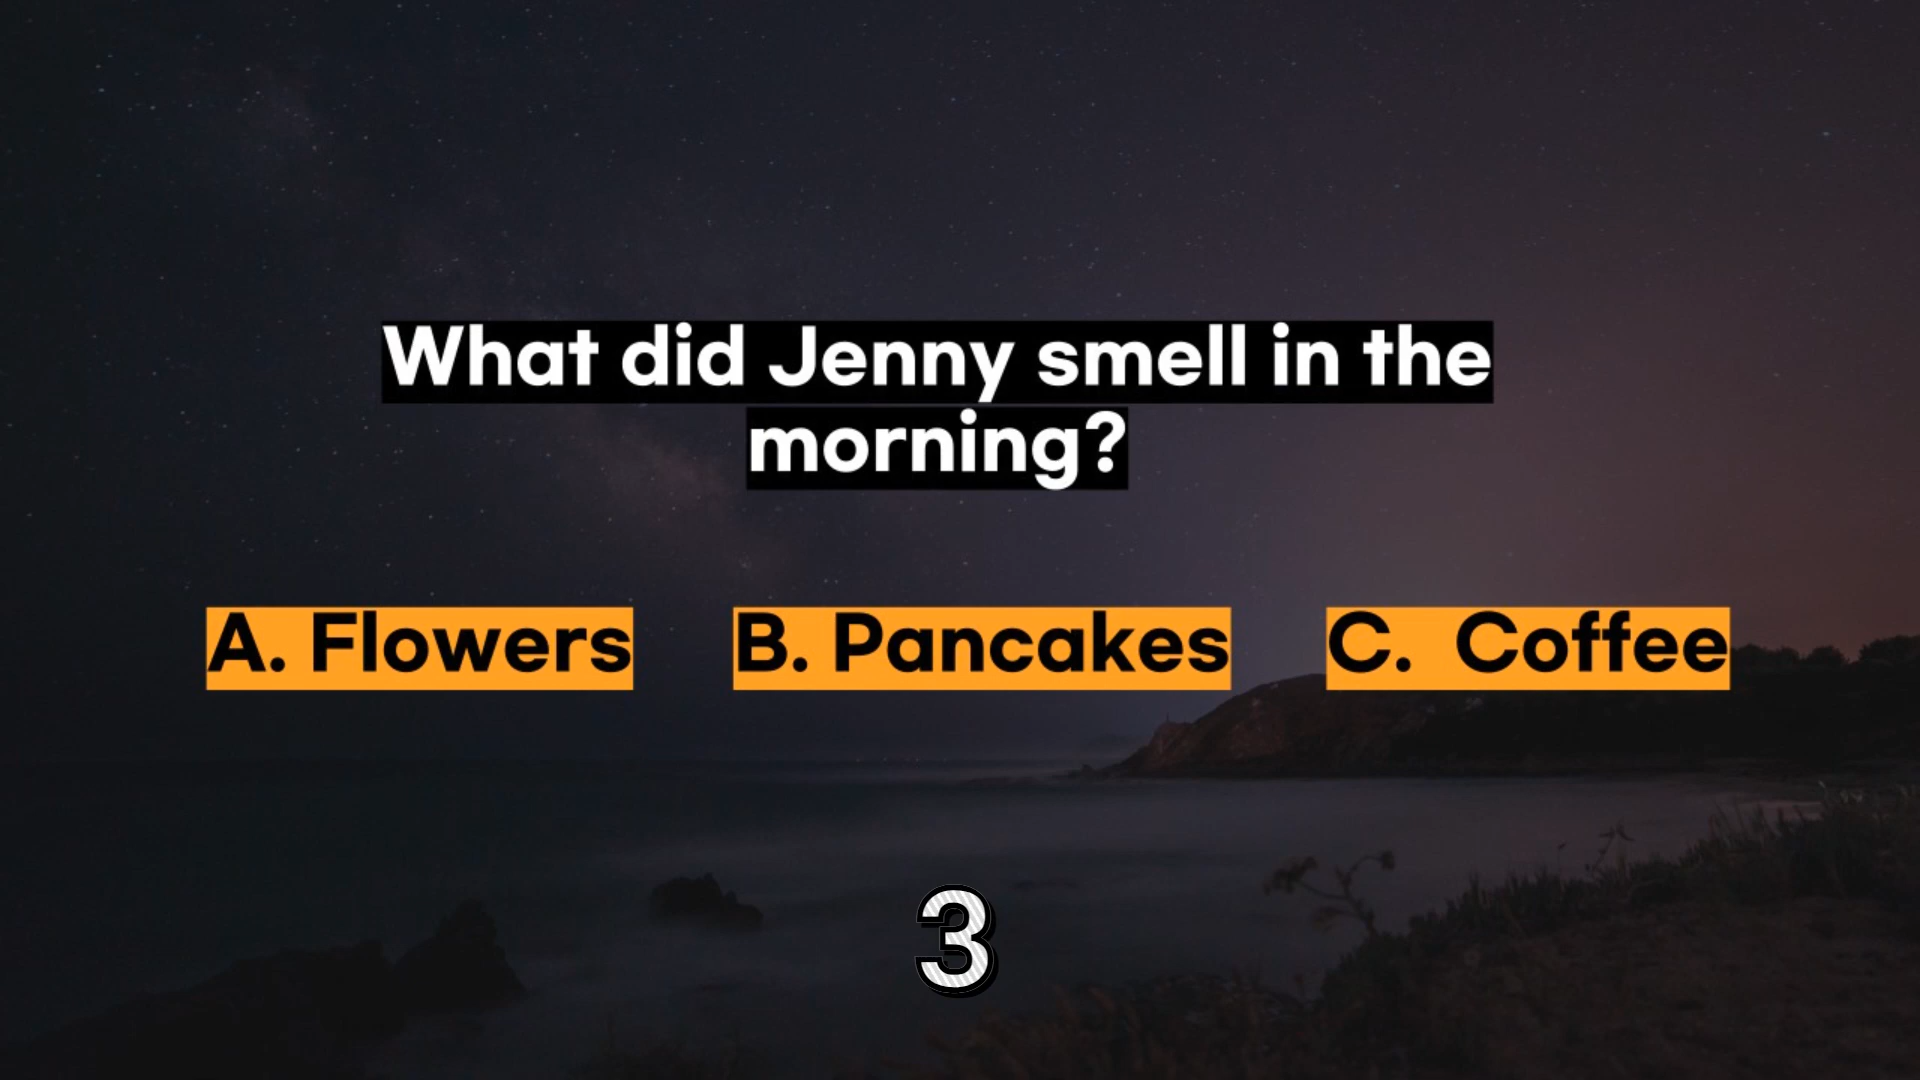 What did Jenny smell in the
morning?
A. Flowers B. Pancakes C. Coffee
3